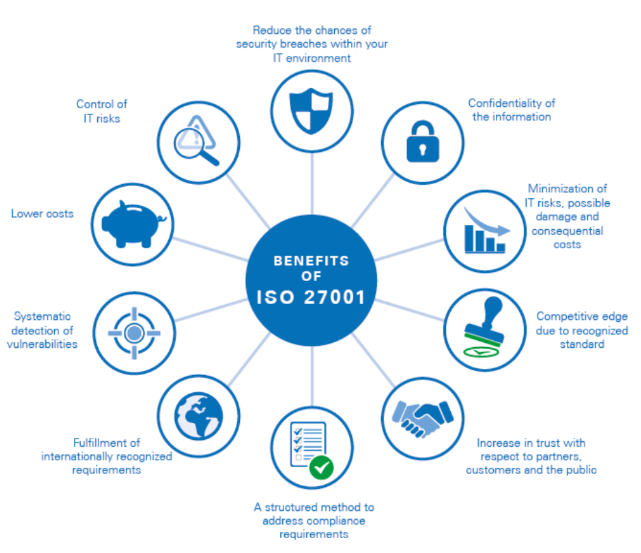 Reduce the chances of
security breaches within your
IT environment
Control of
IT risks
Confidentiality of
the information
Lower costs
Minimization of
IT risks, possible
damage and
consequential
costs
BENEFITS
OF
ISO 27001
Systematic
detection of
vulnerabilities
Competitive edge
due to recognized
standard
Fulfillment of
internationally recognized
requirements
Increase in trust with
respect to partners,
customers and the public
A structured method to
address compliance
requirements